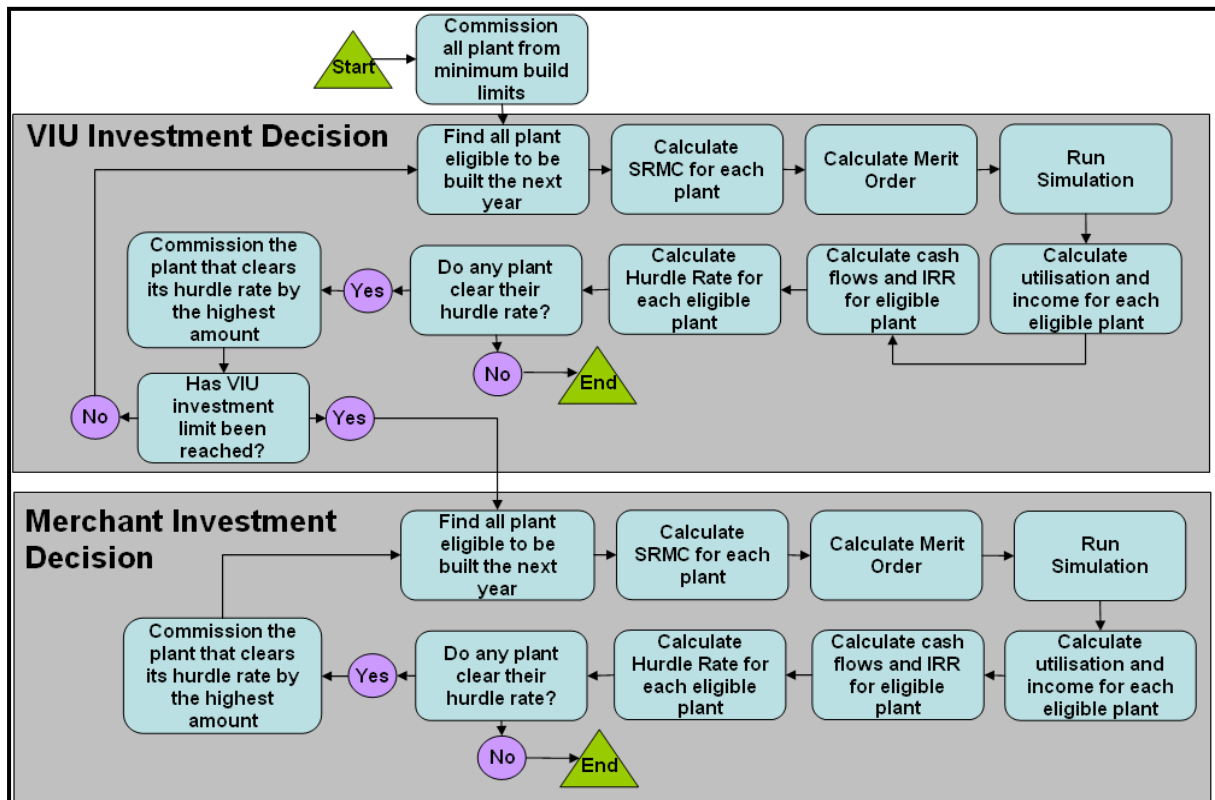 Start
Commission
all plant from
minimum build
limits
VIU Investment Decision
Find all plant
eligible to be
built the next
year
Calculate
SRMC for each
plant
Calculate Merit
Order
Run
Simulation
Commission the
plant that clears
its hurdle rate by
the highest
amount
Yes
Do any plant
clear their
hurdle rate?
Calculate
Hurdle Rate for
each eligible
plant
Calculate cash
flows and IRR
for eligible
plant
Calculate
utilisation and
income for each
eligible plant
No
End
No
Has VIU
investment
limit been
reached?
Yes
Merchant Investment
Decision
Find all plant
eligible to be
built the next
year
Calculate
SRMC for each
plant
Calculate Merit
Order
Run
Simulation
Commission the
plant that clears
its hurdle rate by
the highest
amount
Yes
Do any plant
clear their
hurdle rate?
Calculate
Hurdle Rate for
each eligible
plant
Calculate cash
flows and IRR
for eligible
plant
Calculate
utilisation and
income for each
eligible plant
No
End